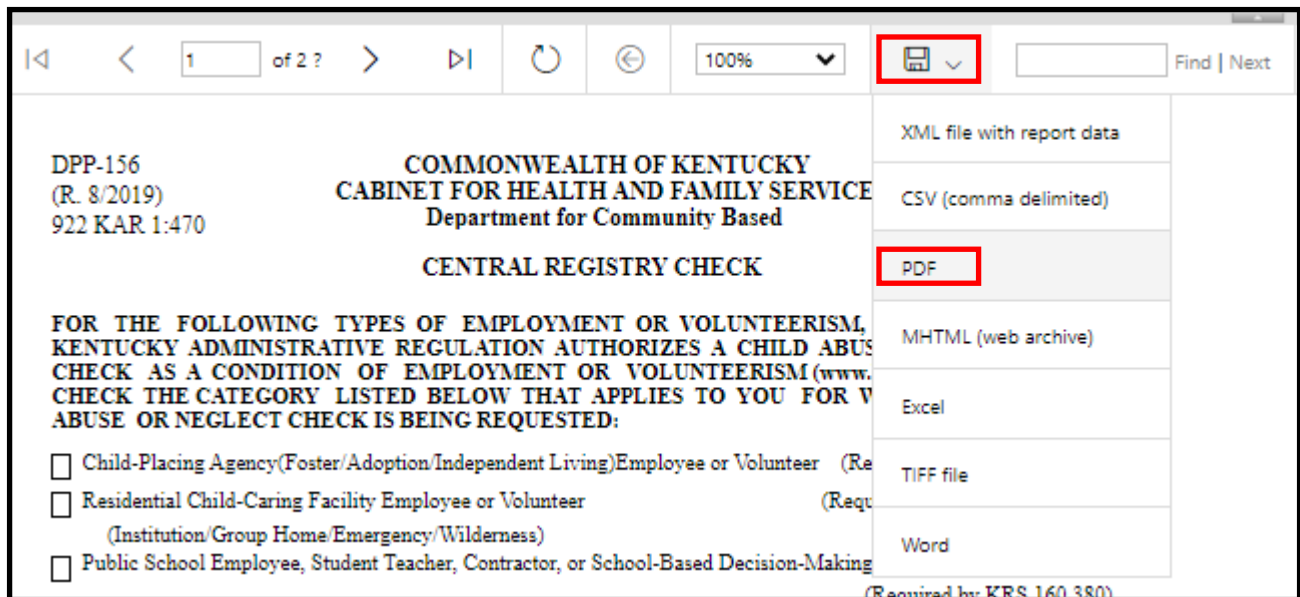 1 of 2 ? 100% Find | Next
XML file with report data
CSV (comma delimited)
PDF
MHTML (web archive)
Excel
TIFF file
Word
DPP-156
(R. 8/2019)
922 KAR 1:470
COMMONWEALTH OF KENTUCKY
CABINET FOR HEALTH AND FAMILY SERVICE
Department for Community Based
CENTRAL REGISTRY CHECK
FOR THE FOLLOWING TYPES OF EMPLOYMENT OR VOLUNTEERISM,
KENTUCKY ADMINISTRATIVE REGULATION AUTHORIZES A CHILD ABUS
CHECK AS A CONDITION OF EMPLOYMENT OR VOLUNTEERISM (www.
CHECK THE CATEGORY LISTED BELOW THAT APPLIES TO YOU FOR W
ABUSE OR NEGLECT CHECK IS BEING REQUESTED:
Child-Placing Agency(Foster/Adoption/Independent Living)Employee or Volunteer (Re
Residential Child-Caring Facility Employee or Volunteer (Requ
(Institution/Group Home/Emergency/Wilderness)
Public School Employee, Student Teacher, Contractor, or School-Based Decision-Making
(Required by KRS 160.380)